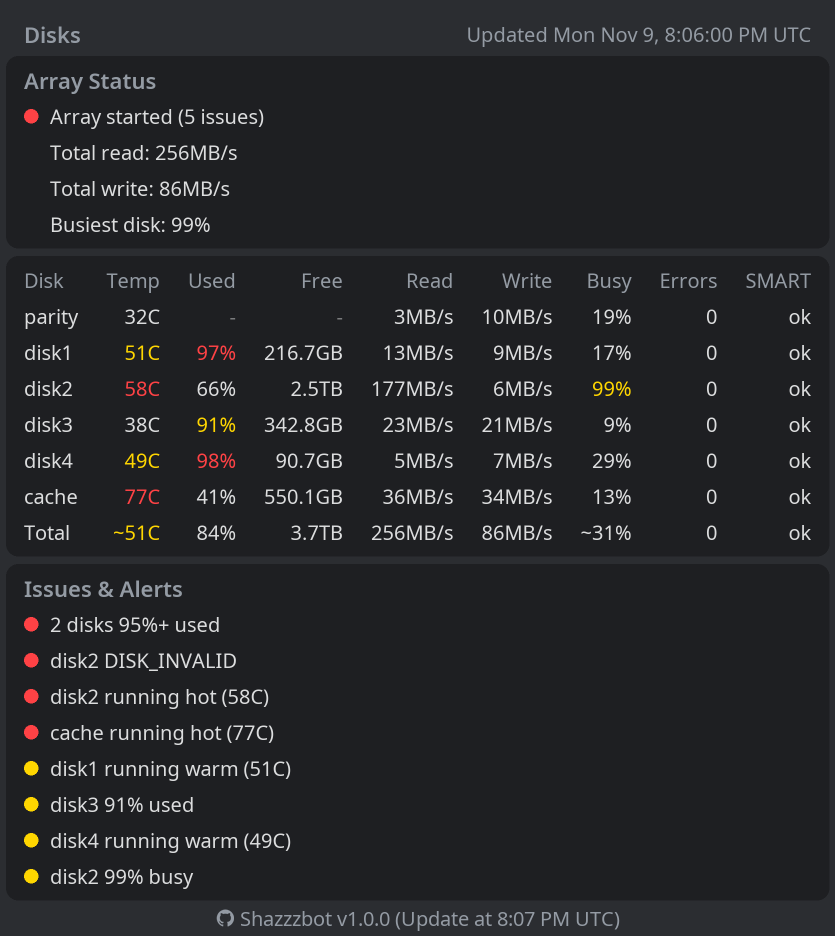 Disks Updated Mon Nov 9, 8:06:00 PM UTC
Array Status
Array started (5 issues)
Total read: 256MB/s
Total write: 86MB/s
Busiest disk: 99%
Disk Temp Used Free Read Write Busy Errors SMART
parity 32C - - 3MB/s 10MB/s 19% 0 ok
disk1 51C 97% 216.7GB 13MB/s 9MB/s 17% 0 ok
disk2 58C 66% 2.5TB 177MB/s 6MB/s 99% 0 ok
disk3 38C 91% 342.8GB 23MB/s 21MB/s 9% 0 ok
disk4 49C 98% 90.7GB 5MB/s 7MB/s 29% 0 ok
cache 77C 41% 550.1GB 36MB/s 34MB/s 13% 0 ok
Total ~51C 84% 3.7TB 256MB/s 86MB/s ~31% 0 ok
Issues & Alerts
2 disks 95%+ used
disk2 DISK_INVALID
disk2 running hot (58C)
cache running hot (77C)
disk1 running warm (51C)
disk3 91% used
disk4 running warm (49C)
disk2 99% busy
Shazzzbot v1.0.0 (Update at 8:07 PM UTC)